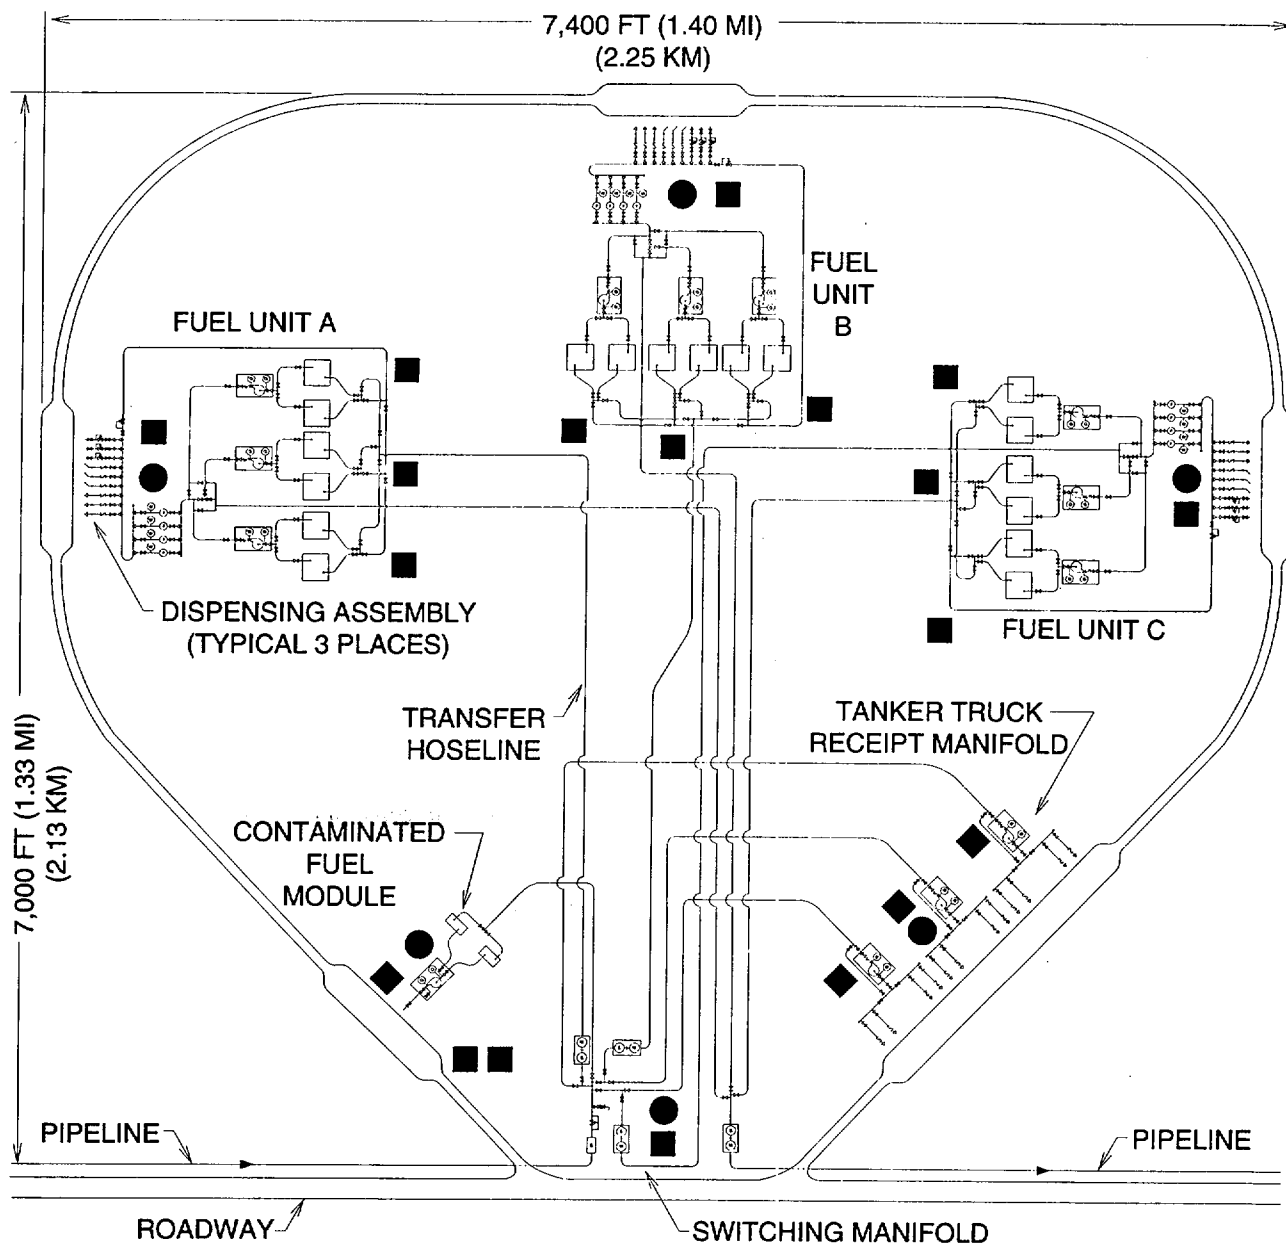 7,400 FT (1.40 MI)
(2.25 KM)
FUEL
UNIT
B
FUEL UNIT A
DISPENSING ASSEMBLY
(TYPICAL 3 PLACES)
FUEL UNIT C
7,000 FT (1.33 MI)
(2.13 KM)
TRANSFER
HOSELINE
TANKER TRUCK
RECEIPT MANIFOLD
CONTAMINATED
FUEL
MODULE
PIPELINE
PIPELINE
ROADWAY
SWITCHING MANIFOLD